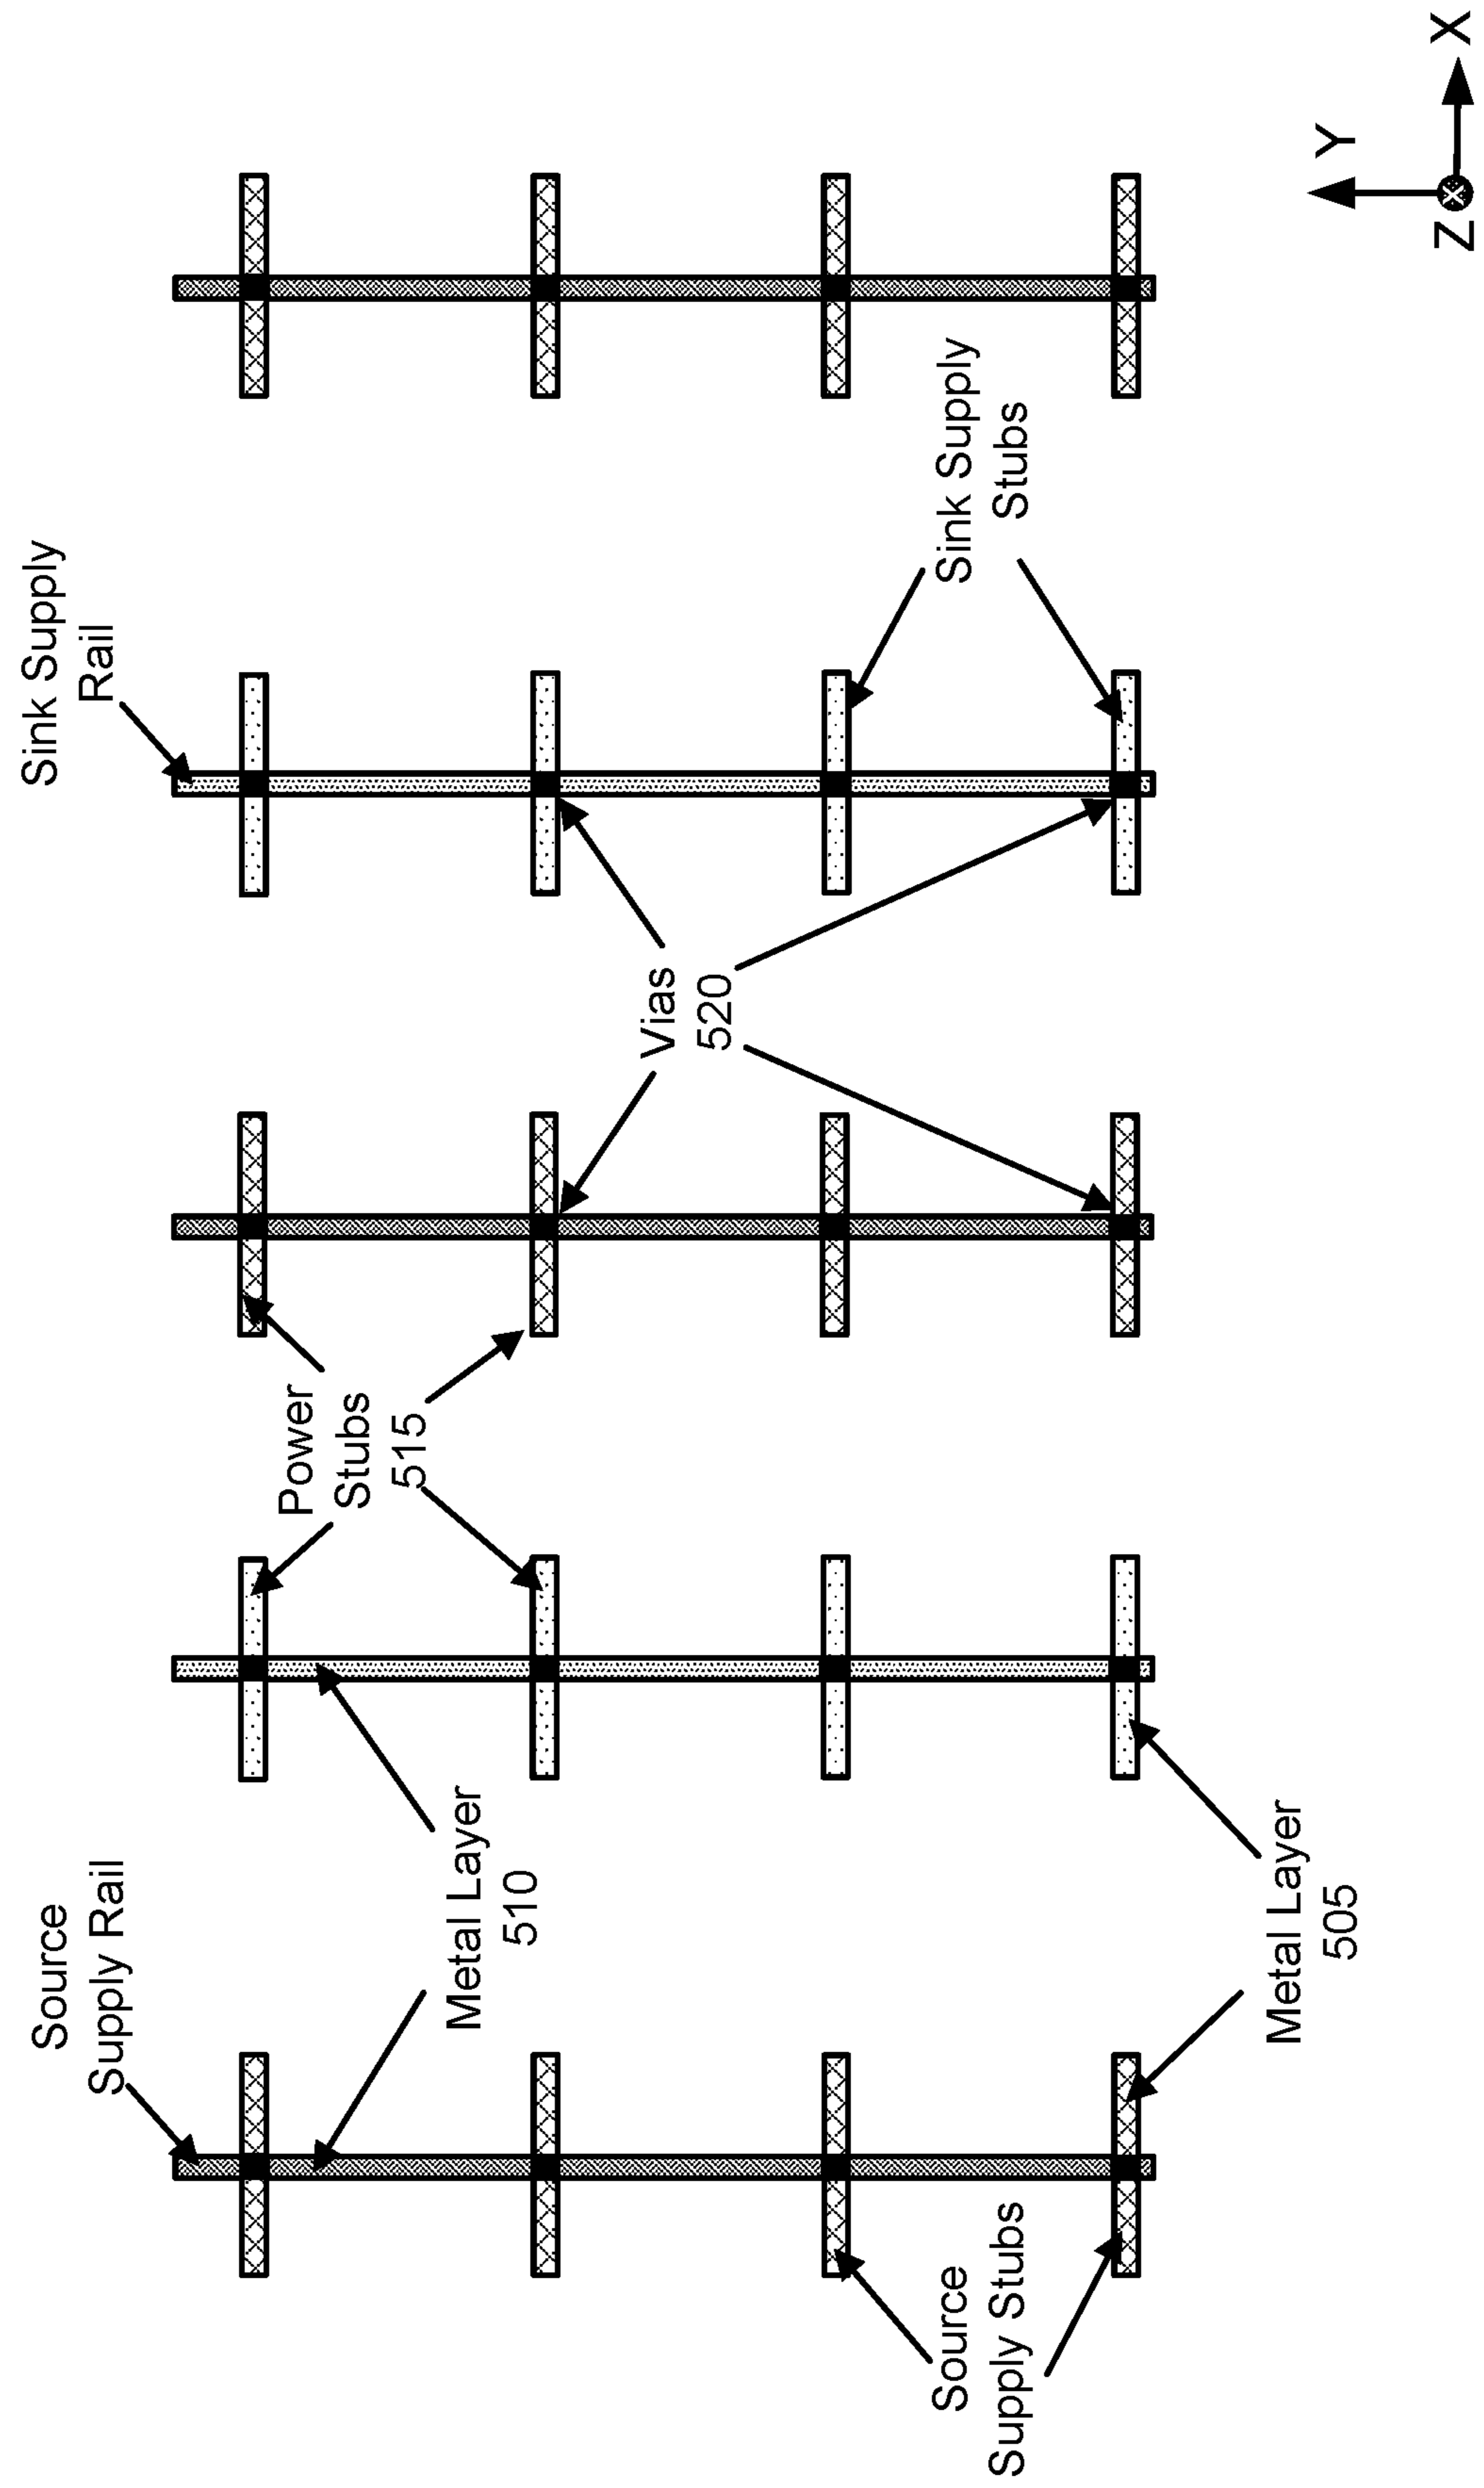 Source
Supply Rail
Sink Supply
Rail
Power
Stubs
515
Metal Layer
510
Vias
520
Source
Supply Stubs
Sink Supply
Stubs
Metal Layer
505
Y
Z
X